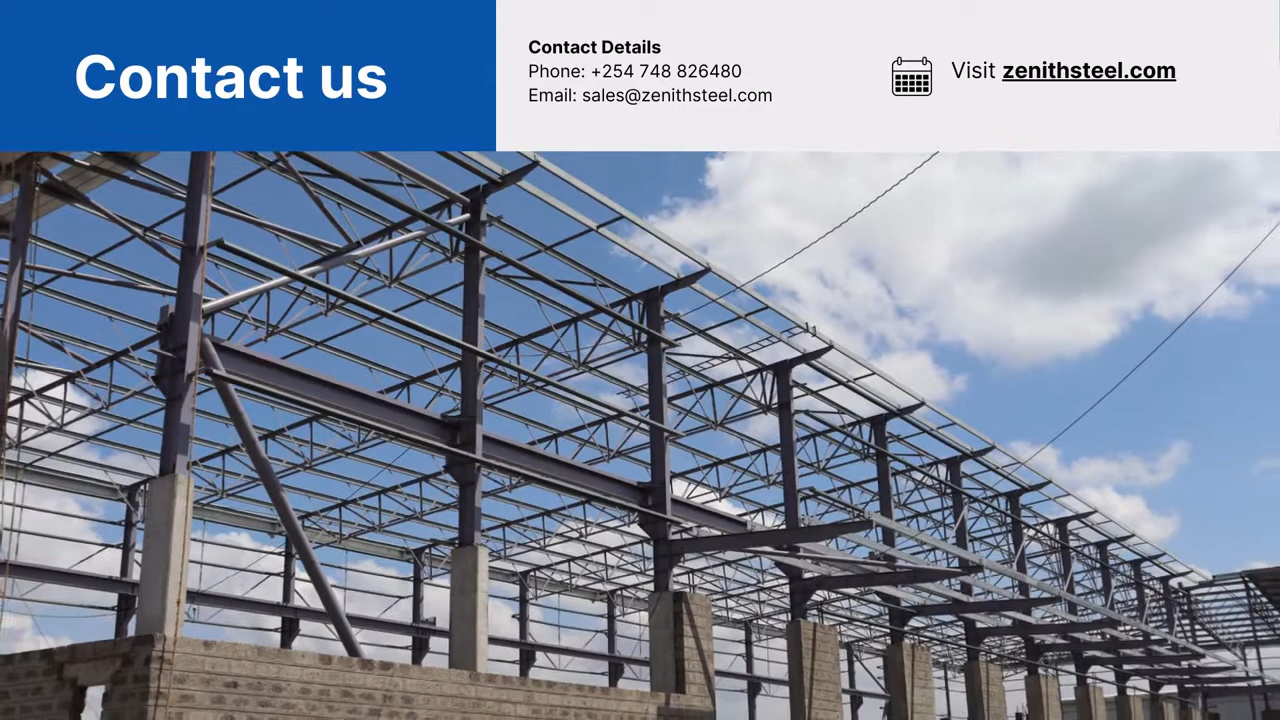 Contact us
Contact Details
Phone: +254 748 826480
Email: sales@zenithsteel.com
Visit zenithsteel.com